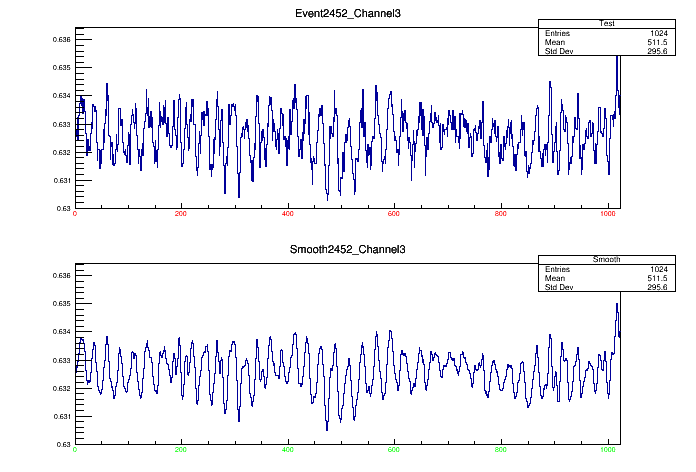 Event2452_Channel3
Test
Entries 1024
Mean 511.5
Std Dev 295.6
0.636
0.635
0.634
0.633
0.632
0.631
0.63
0 200 400 600 800 1000
Smooth2452_Channel3
Smooth
Entries 1024
Mean 511.5
Std Dev 295.6
0.636
0.635
0.634
0.633
0.632
0.631
0.63
0 200 400 600 800 1000